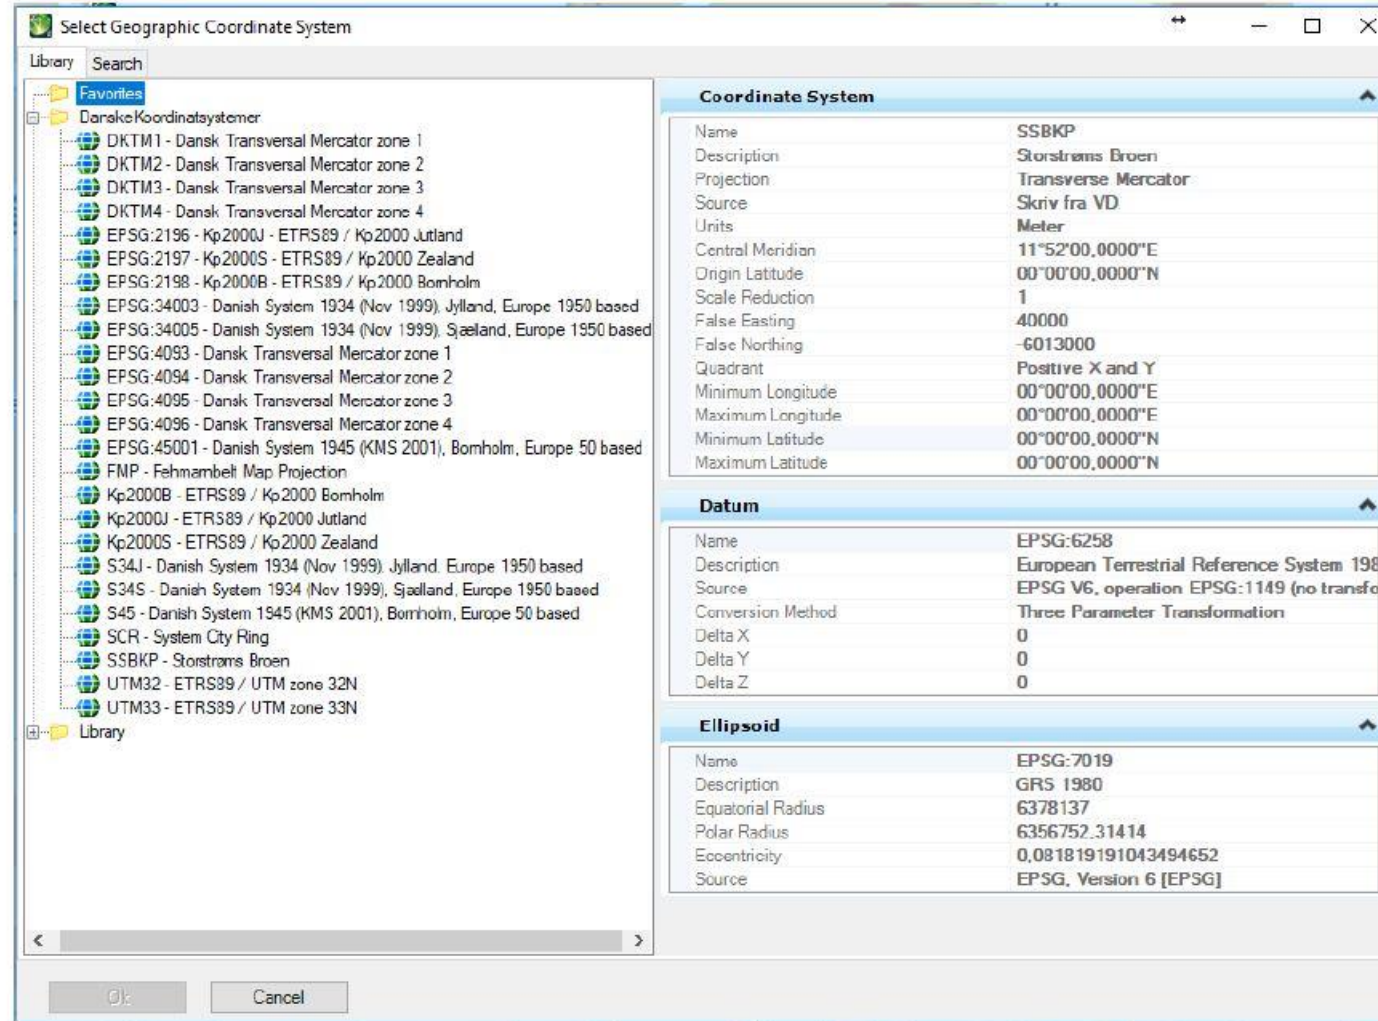 Select Geographic Coordinate System
Library Search
Favorites
DanskeKoordinatsystemer
DKTM1 - Dansk Transversal Mercator zone 1
DKTM2 - Dansk Transversal Mercator zone 2
DKTM3 - Dansk Transversal Mercator zone 3
DKTM4 - Dansk Transversal Mercator zone 4
EPSG:2196 - Kp2000J - ETRS89 / Kp2000 Jutland
EPSG:2197 - Kp2000S - ETRS89 / Kp2000 Zealand
EPSG:2198 - Kp2000B - ETRS89 / Kp2000 Bornholm
EPSG:34003 - Danish System 1934 (Nov 1999), Jylland, Europe 1950 based
EPSG:34005 - Danish System 1934 (Nov 1999), Sjælland, Europe 1950 based
EPSG:4093 - Dansk Transversal Mercator zone 1
EPSG:4094 - Dansk Transversal Mercator zone 2
EPSG:4095 - Dansk Transversal Mercator zone 3
EPSG:4096 - Dansk Transversal Mercator zone 4
EPSG:45001 - Danish System 1945 (KMS 2001), Bornholm, Europe 50 based
FMP - Fehmarnbelt Map Projection
Kp2000B - ETRS89 / Kp2000 Bornholm
Kp2000J - ETRS89 / Kp2000 Jutland
Kp2000S - ETRS89 / Kp2000 Zealand
S34J - Danish System 1934 (Nov 1999), Jylland, Europe 1950 based
S34S - Danish System 1934 (Nov 1999), Sjælland, Europe 1950 based
S45 - Danish System 1945 (KMS 2001), Bornholm, Europe 50 based
SCR - System City Ring
SSBKP - Storstrøms Broen
UTM32 - ETRS89 / UTM zone 32N
UTM33 - ETRS89 / UTM zone 33N
Library
Coordinate System
Name SSBKP
Description Storstrøms Broen
Projection Transverse Mercator
Source Skriv fra VD
Units Meter
Central Meridian 11°52'00,0000"E
Origin Latitude 00°00'00,0000"N
Scale Reduction 1
False Easting 40000
False Northing -6013000
Quadrant Positive X and Y
Minimum Longitude 00°00'00,0000"E
Maximum Longitude 00°00'00,0000"E
Minimum Latitude 00°00'00,0000"N
Maximum Latitude 00°00'00,0000"N
Datum
Name EPSG:6258
Description European Terrestrial Reference System 198
Source EPSG V6, operation EPSG:1149 (no transfo
Conversion Method Three Parameter Transformation
Delta X 0
Delta Y 0
Delta Z 0
Ellipsoid
Name EPSG:7019
Description GRS 1980
Equatorial Radius 6378137
Polar Radius 6356752,31414
Eccentricity 0,081819191043494652
Source EPSG, Version 6 [EPSG]
Ok Cancel